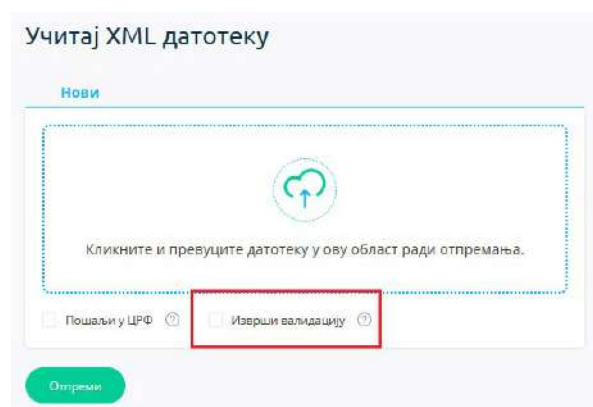 Учитај XML датотеку
Нови
Кликните и превуците датотеку у ову област ради отпремања.
Пошаљи у ЦРФ ? Изврши валидацију ?
Отпреми